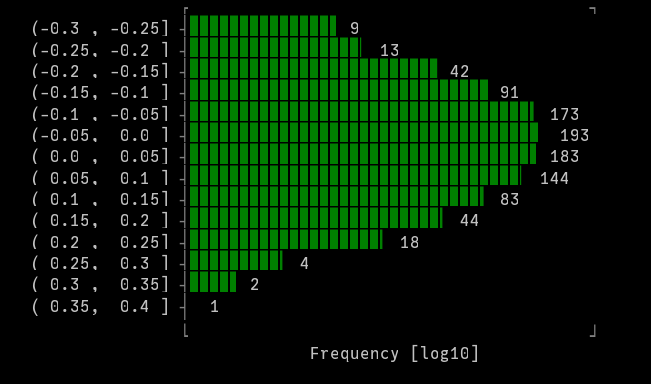 (-0.3 , -0.25] 9
(-0.25, -0.2 ] 13
(-0.2 , -0.15] 42
(-0.15, -0.1 ] 91
(-0.1 , -0.05] 173
(-0.05,  0.0 ] 193
( 0.0 ,  0.05] 183
( 0.05,  0.1 ] 144
( 0.1 ,  0.15] 83
( 0.15,  0.2 ] 44
( 0.2 ,  0.25] 18
( 0.25,  0.3 ] 4
( 0.3 ,  0.35] 2
( 0.35,  0.4 ] 1
Frequency [log10]